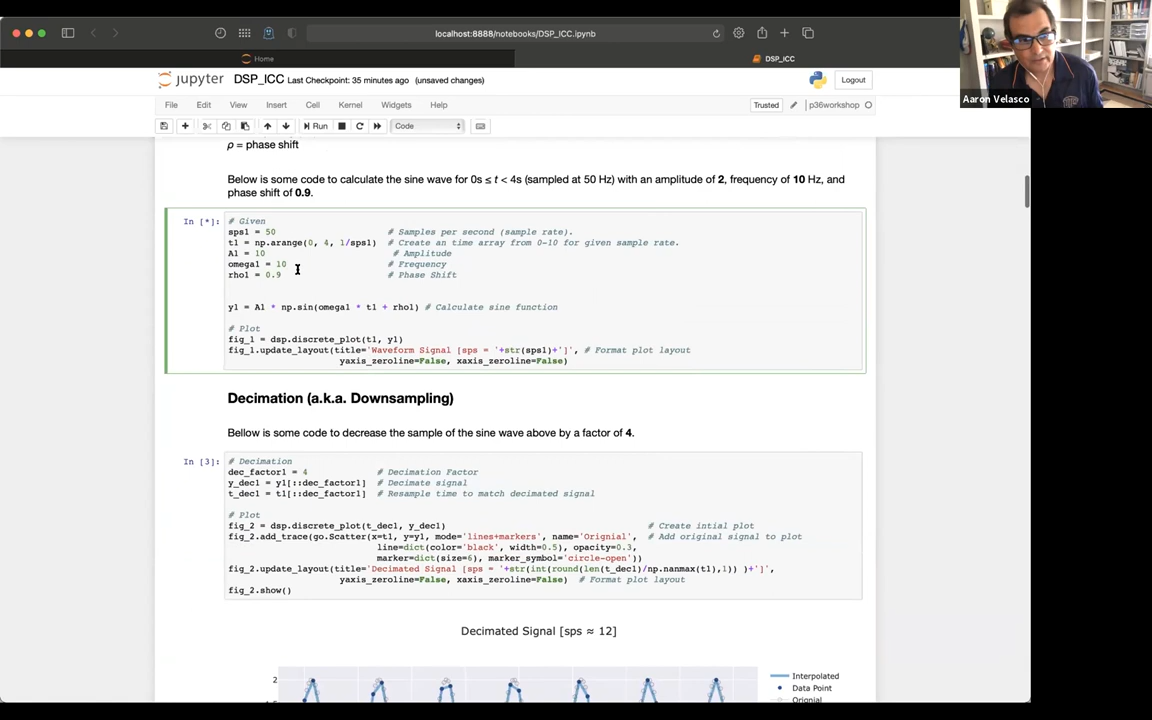 localhost:8888/notebooks/DSP_ICC.ipynb
Home
DSP_ICC
Aaron Velasco
jupyter DSP_ICC Last Checkpoint: 35 minutes ago (unsaved changes)
Logout
File Edit View Insert Cell Kernel Widgets Help
Trusted p36workshop
Run Code
ρ = phase shift
Below is some code to calculate the sine wave for 0s ≤ t < 4s (sampled at 50 Hz) with an amplitude of 2, frequency of 10 Hz, and
phase shift of 0.9.
In [*]: # Given
sps1 = 50 # Samples per second (sample rate).
t1 = np.arange(0, 4, 1/sps1) # Create an time array from 0-10 for given sample rate.
A1 = 10 # Amplitude
omega1 = 10 # Frequency
rho1 = 0.9 # Phase Shift
y1 = A1 * np.sin(omega1 * t1 + rho1) # Calculate sine function
# Plot
fig_1 = dsp.discrete_plot(t1, y1)
fig_1.update_layout(title='Waveform Signal [sps = '+str(sps1)+']', # Format plot layout
yaxis_zeroline=False, xaxis_zeroline=False)
Decimation (a.k.a. Downsampling)
Bellow is some code to decrease the sample of the sine wave above by a factor of 4.
In [3]: # Decimation
dec_factor1 = 4 # Decimation Factor
y_dec1 = y1[::dec_factor1] # Decimate signal
t_dec1 = t1[::dec_factor1] # Resample time to match decimated signal
# Plot
fig_2 = dsp.discrete_plot(t_dec1, y_dec1) # Create intial plot
fig_2.add_trace(go.Scatter(x=t1, y=y1, mode='lines+markers', name='Orignial', # Add original signal to plot
line=dict(color='black', width=0.5), opacity=0.3,
marker=dict(size=6), marker_symbol='circle-open'))
fig_2.update_layout(title='Decimated Signal [sps ≈ '+str(int(round(len(t_dec1)/np.nanmax(t1),1)) )+']',
yaxis_zeroline=False, xaxis_zeroline=False) # Format plot layout
fig_2.show()
Decimated Signal [sps ≈ 12]
2
Interpolated
Data Point
Orignial